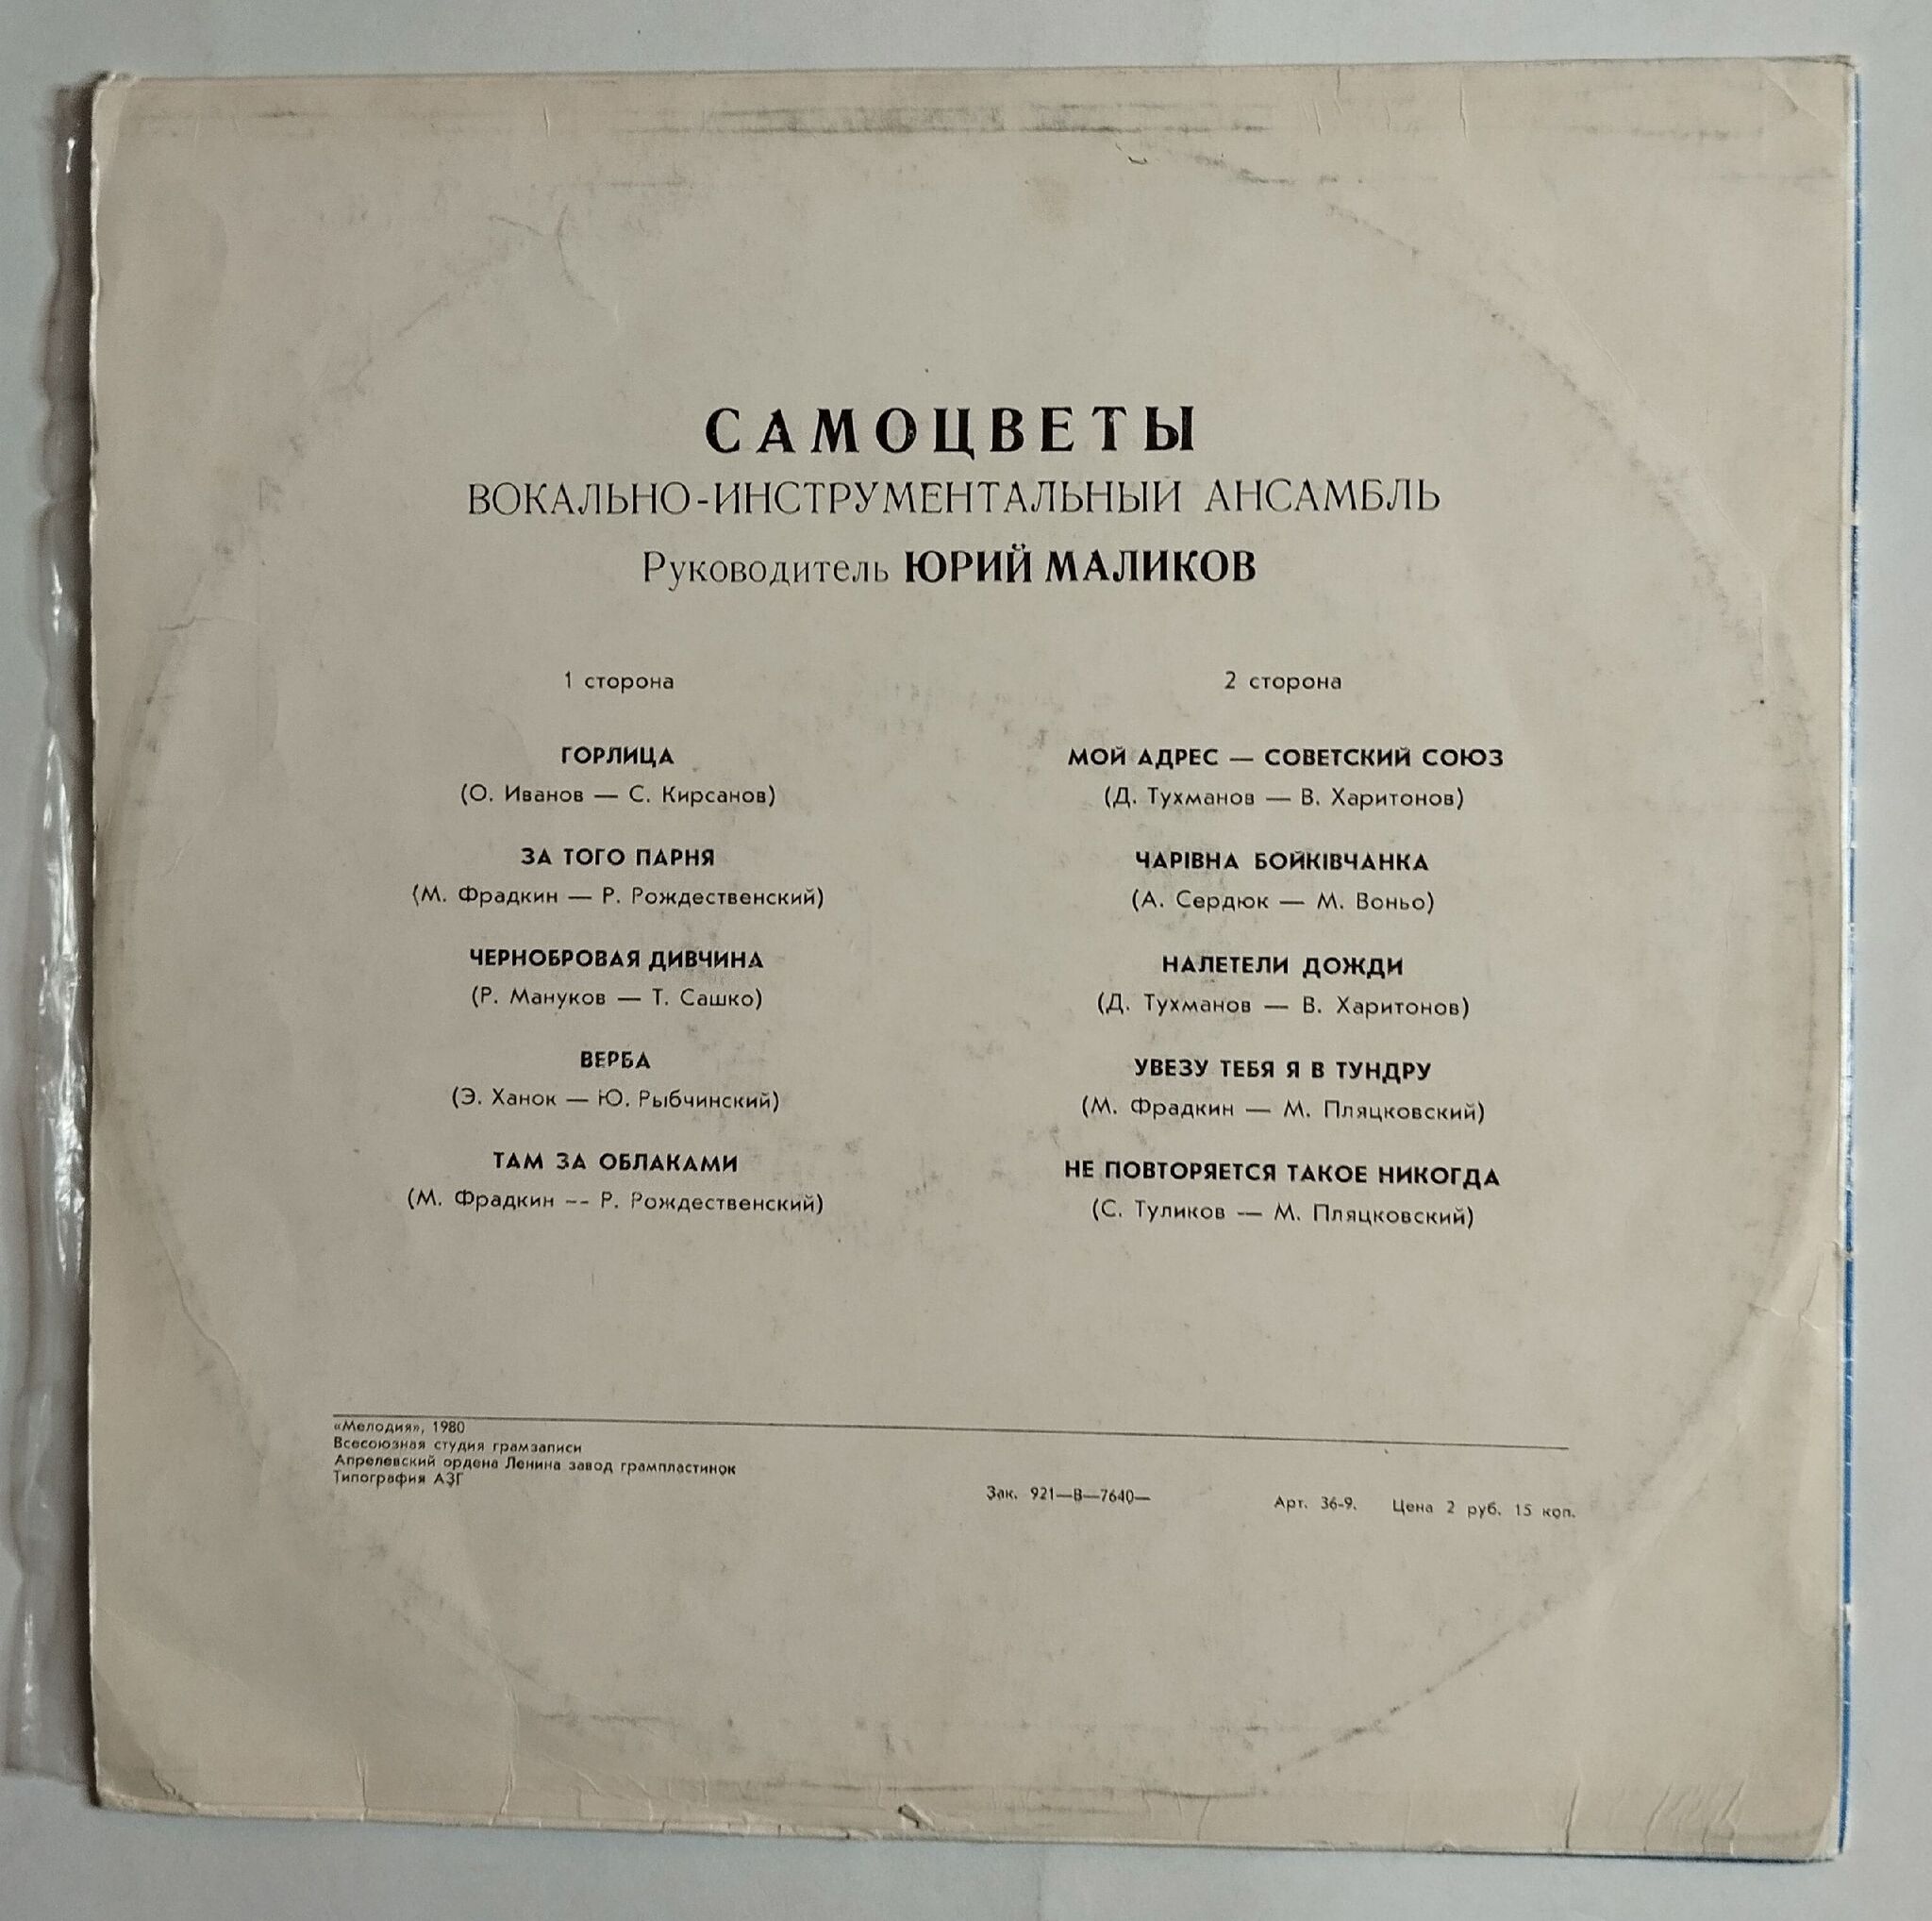 САМОЦВЕТЫ
ВОКАЛЬНО-ИНСТРУМЕНТАЛЬНЫЙ АНСАМБЛЬ
Руководитель ЮРИЙ МАЛИКОВ
1 сторона
ГОРЛИЦА
(О. Иванов — С. Кирсанов)
ЗА ТОГО ПАРНЯ
(М. Фрадкин — Р. Рождественский)
ЧЕРНОБРОВАЯ ДИВЧИНА
(Р. Мануков — Т. Сашко)
ВЕРБА
(Э. Ханок — Ю. Рыбчинский)
ТАМ ЗА ОБЛАКАМИ
(М. Фрадкин -- Р. Рождественский)
2 сторона
МОЙ АДРЕС — СОВЕТСКИЙ СОЮЗ
(Д. Тухманов — В. Харитонов)
ЧАРІВНА БОЙКІВЧАНКА
(А. Сердюк — М. Воньо)
НАЛЕТЕЛИ ДОЖДИ
(Д. Тухманов — В. Харитонов)
УВЕЗУ ТЕБЯ Я В ТУНДРУ
(М. Фрадкин — М. Пляцковский)
НЕ ПОВТОРЯЕТСЯ ТАКОЕ НИКОГДА
(С. Туликов — М. Пляцковский)
«Мелодия», 1980
Всесоюзная студия грамзаписи
Апрелевский ордена Ленина завод грампластинок
Типография АЗГ
Зак. 921—В—7640—
Арт. 36-9. Цена 2 руб. 15 коп.